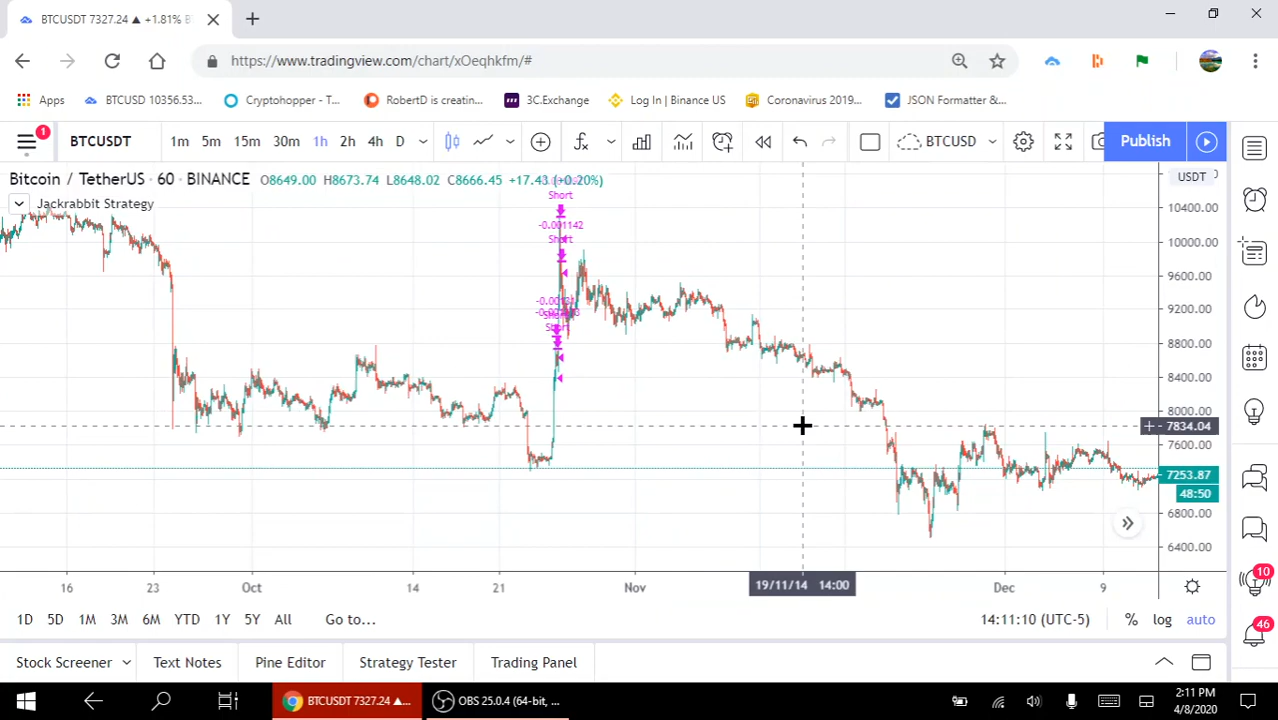 BTCUSDT 7327.24 ▲ +1.81%
https://www.tradingview.com/chart/xOeqhkfm/#
Apps BTCUSD 10356.53... Cryptohopper - T... RobertD is creatin... 3C.Exchange Log In | Binance US Coronavirus 2019... JSON Formatter &...
1 BTCUSDT 1m 5m 15m 30m 1h 2h 4h D BTCUSD Publish
Bitcoin / TetherUS · 60 · BINANCE O8649.00 H8673.74 L8648.02 C8666.45 +17.43 (+0.20%)
USDT
Jackrabbit Strategy
Short
-0.001142
Short
Short
10400.00
10000.00
9600.00
9200.00
8800.00
8400.00
8000.00
7834.04
7600.00
7253.87
48:50
6800.00
6400.00
16 23 Oct 14 21 Nov 19/11/14 14:00 Dec 9
1D 5D 1M 3M 6M YTD 1Y 5Y All Go to... 14:11:10 (UTC-5) % log auto
10
46
Stock Screener Text Notes Pine Editor Strategy Tester Trading Panel
BTCUSDT 7327.24 ▲... OBS 25.0.4 (64-bit, ...
2:11 PM
4/8/2020